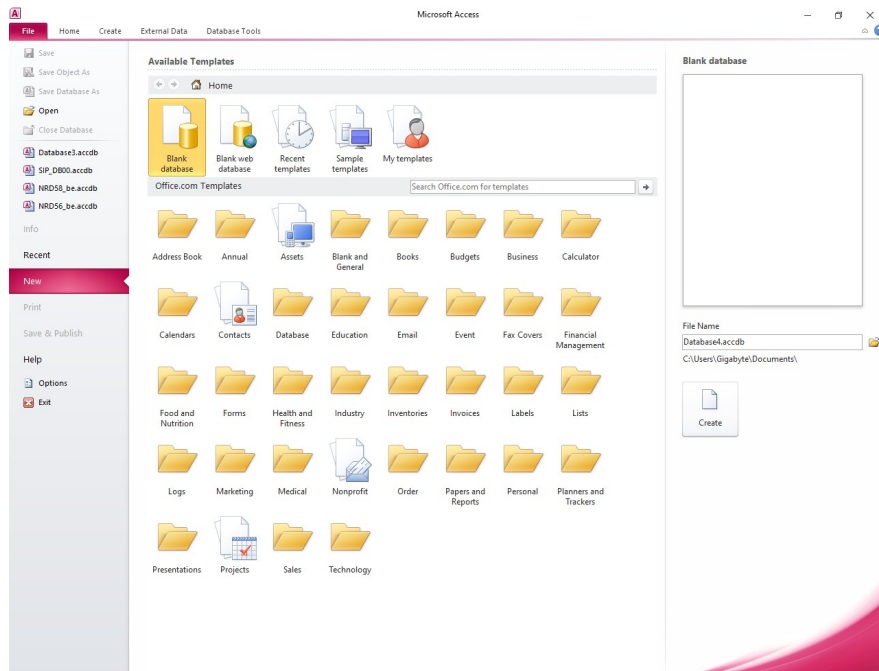 Microsoft Access
File Home Create External Data Database Tools
Save
Save Object As
Save Database As
Open
Close Database
Database3.accdb
SIP_DB00.accdb
NRD58_be.accdb
NRD56_be.accdb
Info
Recent
New
Print
Save & Publish
Help
Options
Exit
Available Templates
Home
Blank database
Blank web database
Recent templates
Sample templates
My templates
Office.com Templates
Search Office.com for templates
Address Book
Annual
Assets
Blank and General
Books
Budgets
Business
Calculator
Calendars
Contacts
Database
Education
Email
Event
Fax Covers
Financial Management
Food and Nutrition
Forms
Health and Fitness
Industry
Inventories
Invoices
Labels
Lists
Logs
Marketing
Medical
Nonprofit
Order
Papers and Reports
Personal
Planners and Trackers
Presentations
Projects
Sales
Technology
Blank database
File Name
Database4.accdb
C:\Users\Gigabyte\Documents\
Create